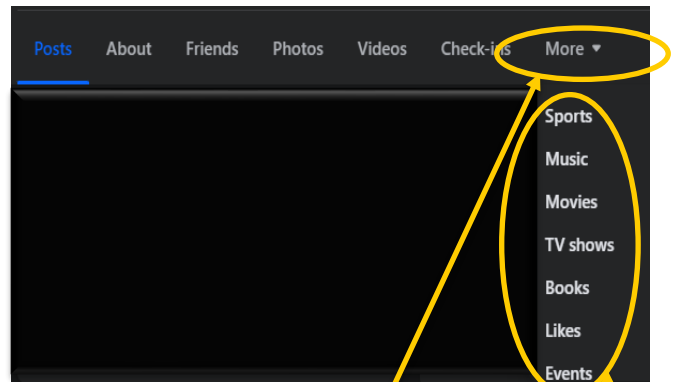 Posts About Friends Photos Videos Check-ins More
Sports
Music
Movies
TV shows
Books
Likes
Events